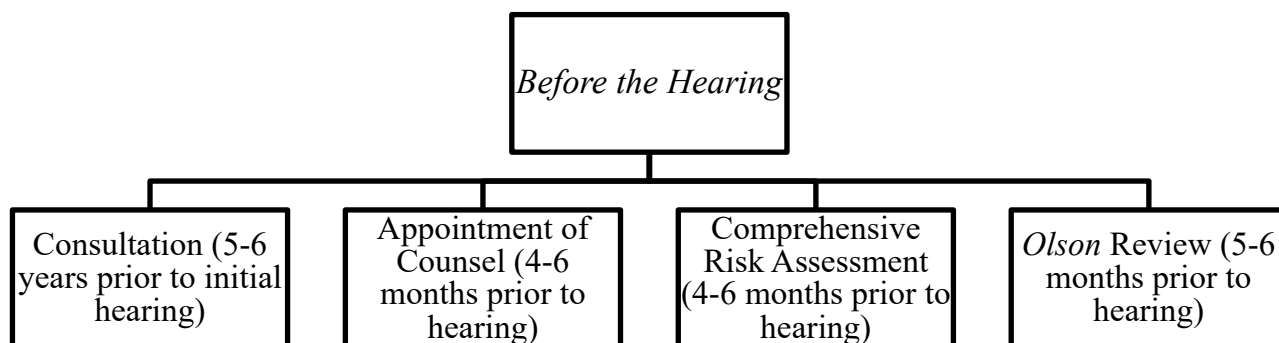 Before the Hearing
Consultation (5-6
years prior to initial
hearing)
Appointment of
Counsel (4-6
months prior to
hearing)
Comprehensive
Risk Assessment
(4-6 months prior to
hearing)
Olson Review (5-6
months prior to
hearing)